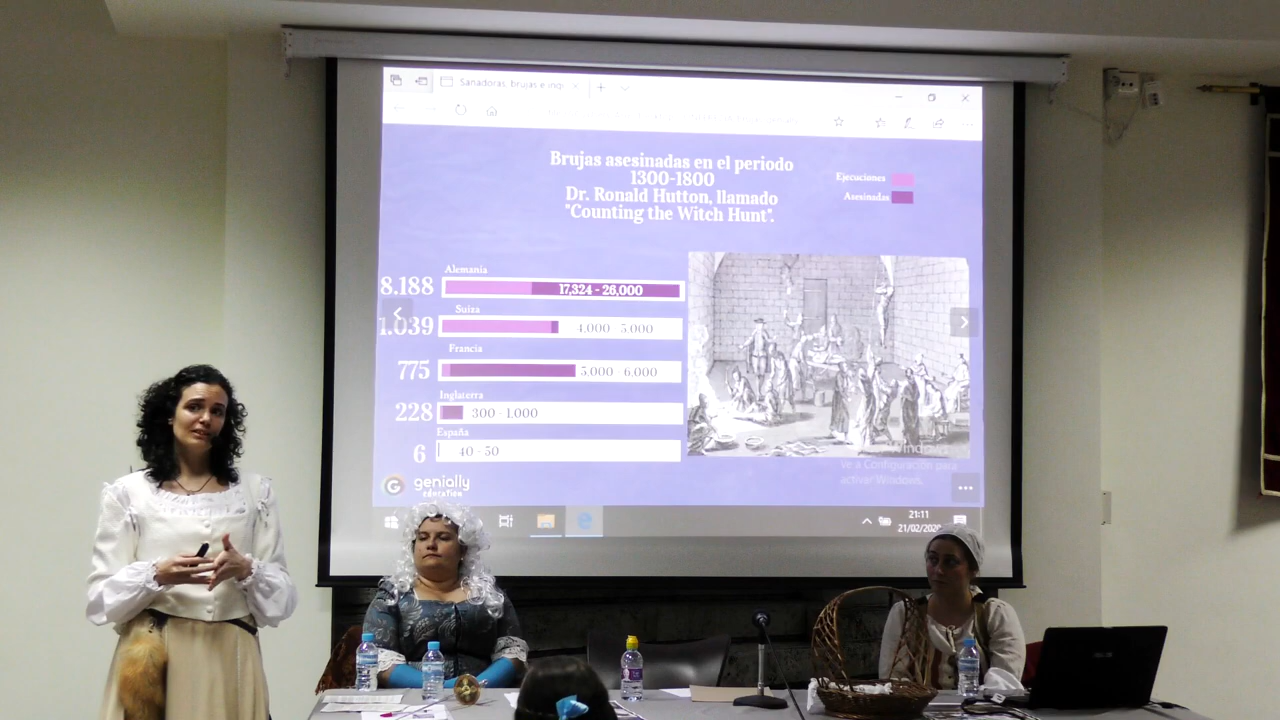 Sanadoras, brujas e inqu
Brujas asesinadas en el periodo
1300-1800
Dr. Ronald Hutton, llamado
"Counting the Witch Hunt".
Ejecuciones
Asesinadas
Alemania
8.188
17,324 - 26,000
Suiza
1.039
4,000 - 5,000
Francia
775
5,000 - 6,000
Inglaterra
228
300 - 1,000
España
6
40 - 50
G genially
education
Windows
Ve a Configuración para
activar Windows.
21:11
21/02/2020